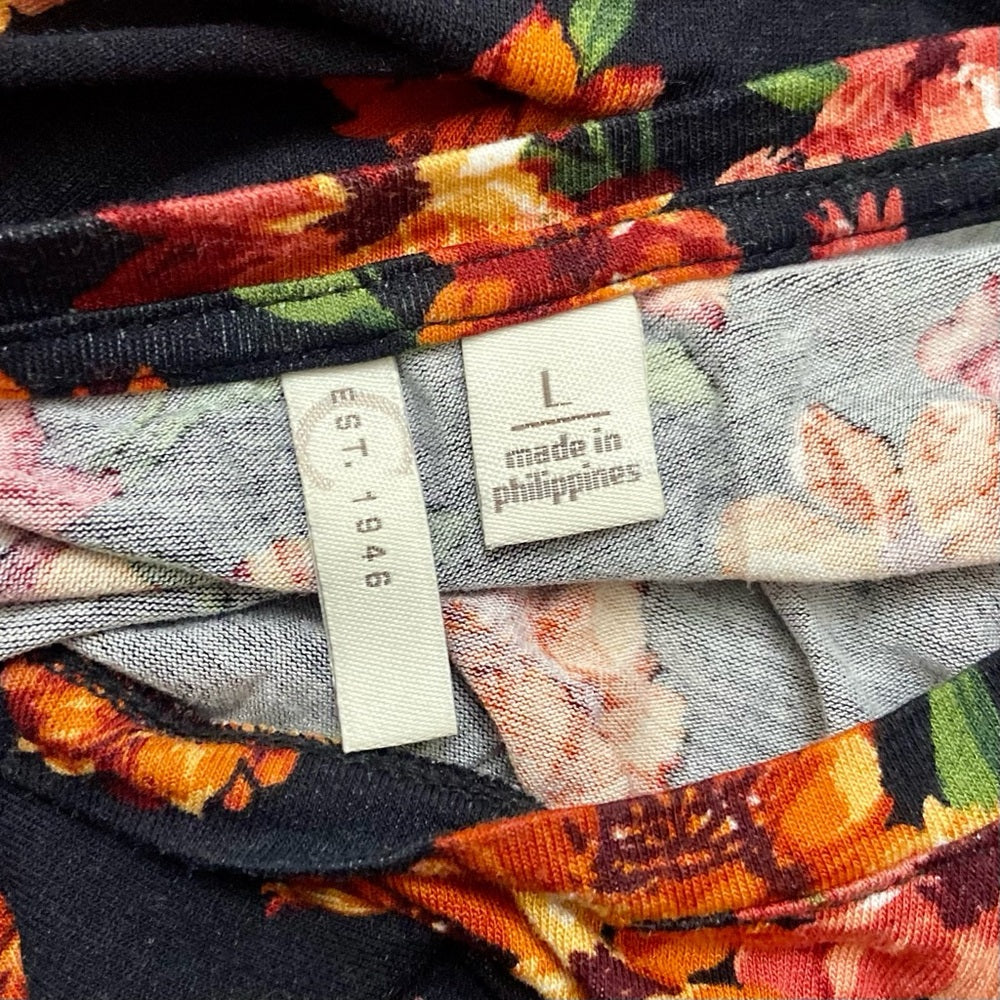 EST. 1946
L
made in
philippines